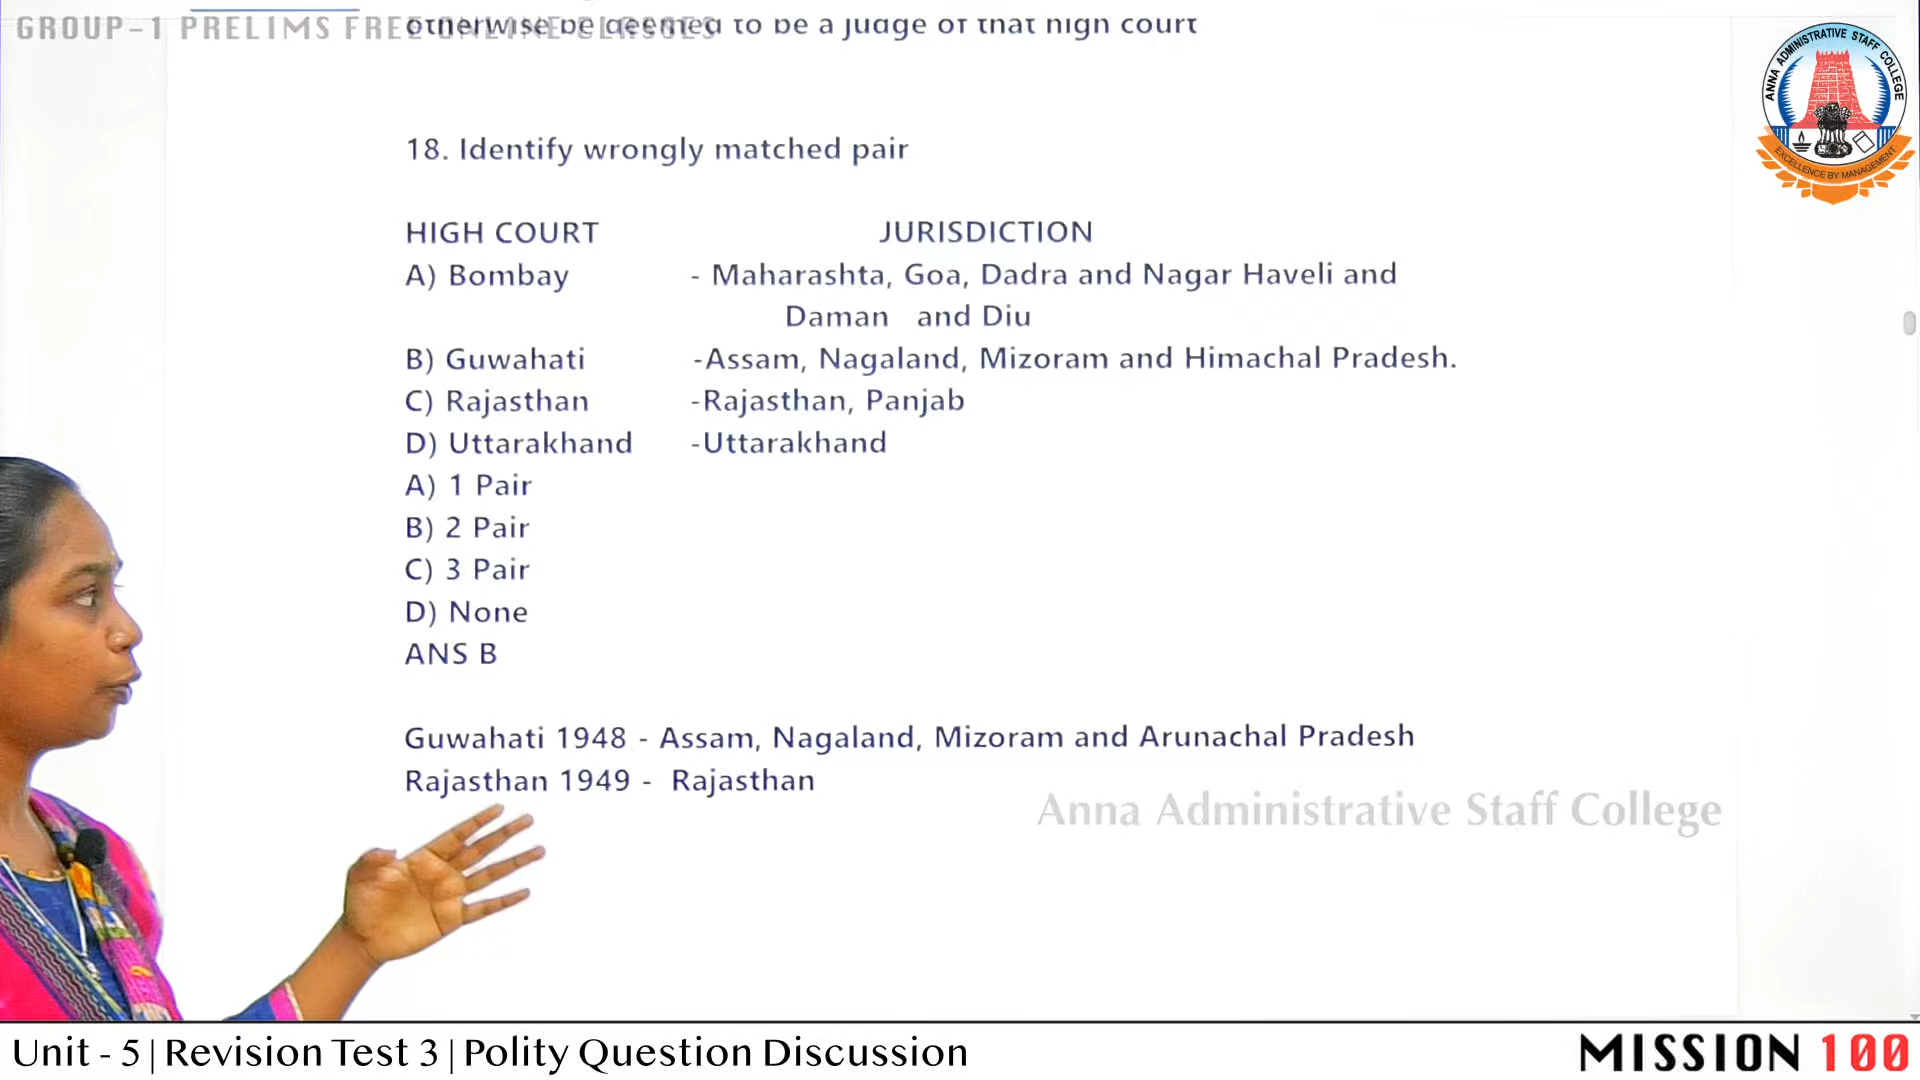 GROUP-1 PRELIMS FREE ONLINE CLASSES
otherwise be deemed to be a judge of that high court
ANNA ADMINISTRATIVE STAFF COLLEGE
EXCELLENCE BY MANAGEMENT
18. Identify wrongly matched pair
HIGH COURT JURISDICTION
A) Bombay - Maharashta, Goa, Dadra and Nagar Haveli and
Daman and Diu
B) Guwahati -Assam, Nagaland, Mizoram and Himachal Pradesh.
C) Rajasthan -Rajasthan, Panjab
D) Uttarakhand -Uttarakhand
A) 1 Pair
B) 2 Pair
C) 3 Pair
D) None
ANS B
Guwahati 1948 - Assam, Nagaland, Mizoram and Arunachal Pradesh
Rajasthan 1949 - Rajasthan
Anna Administrative Staff College
Unit - 5|Revision Test 3|Polity Question Discussion
MISSION 100